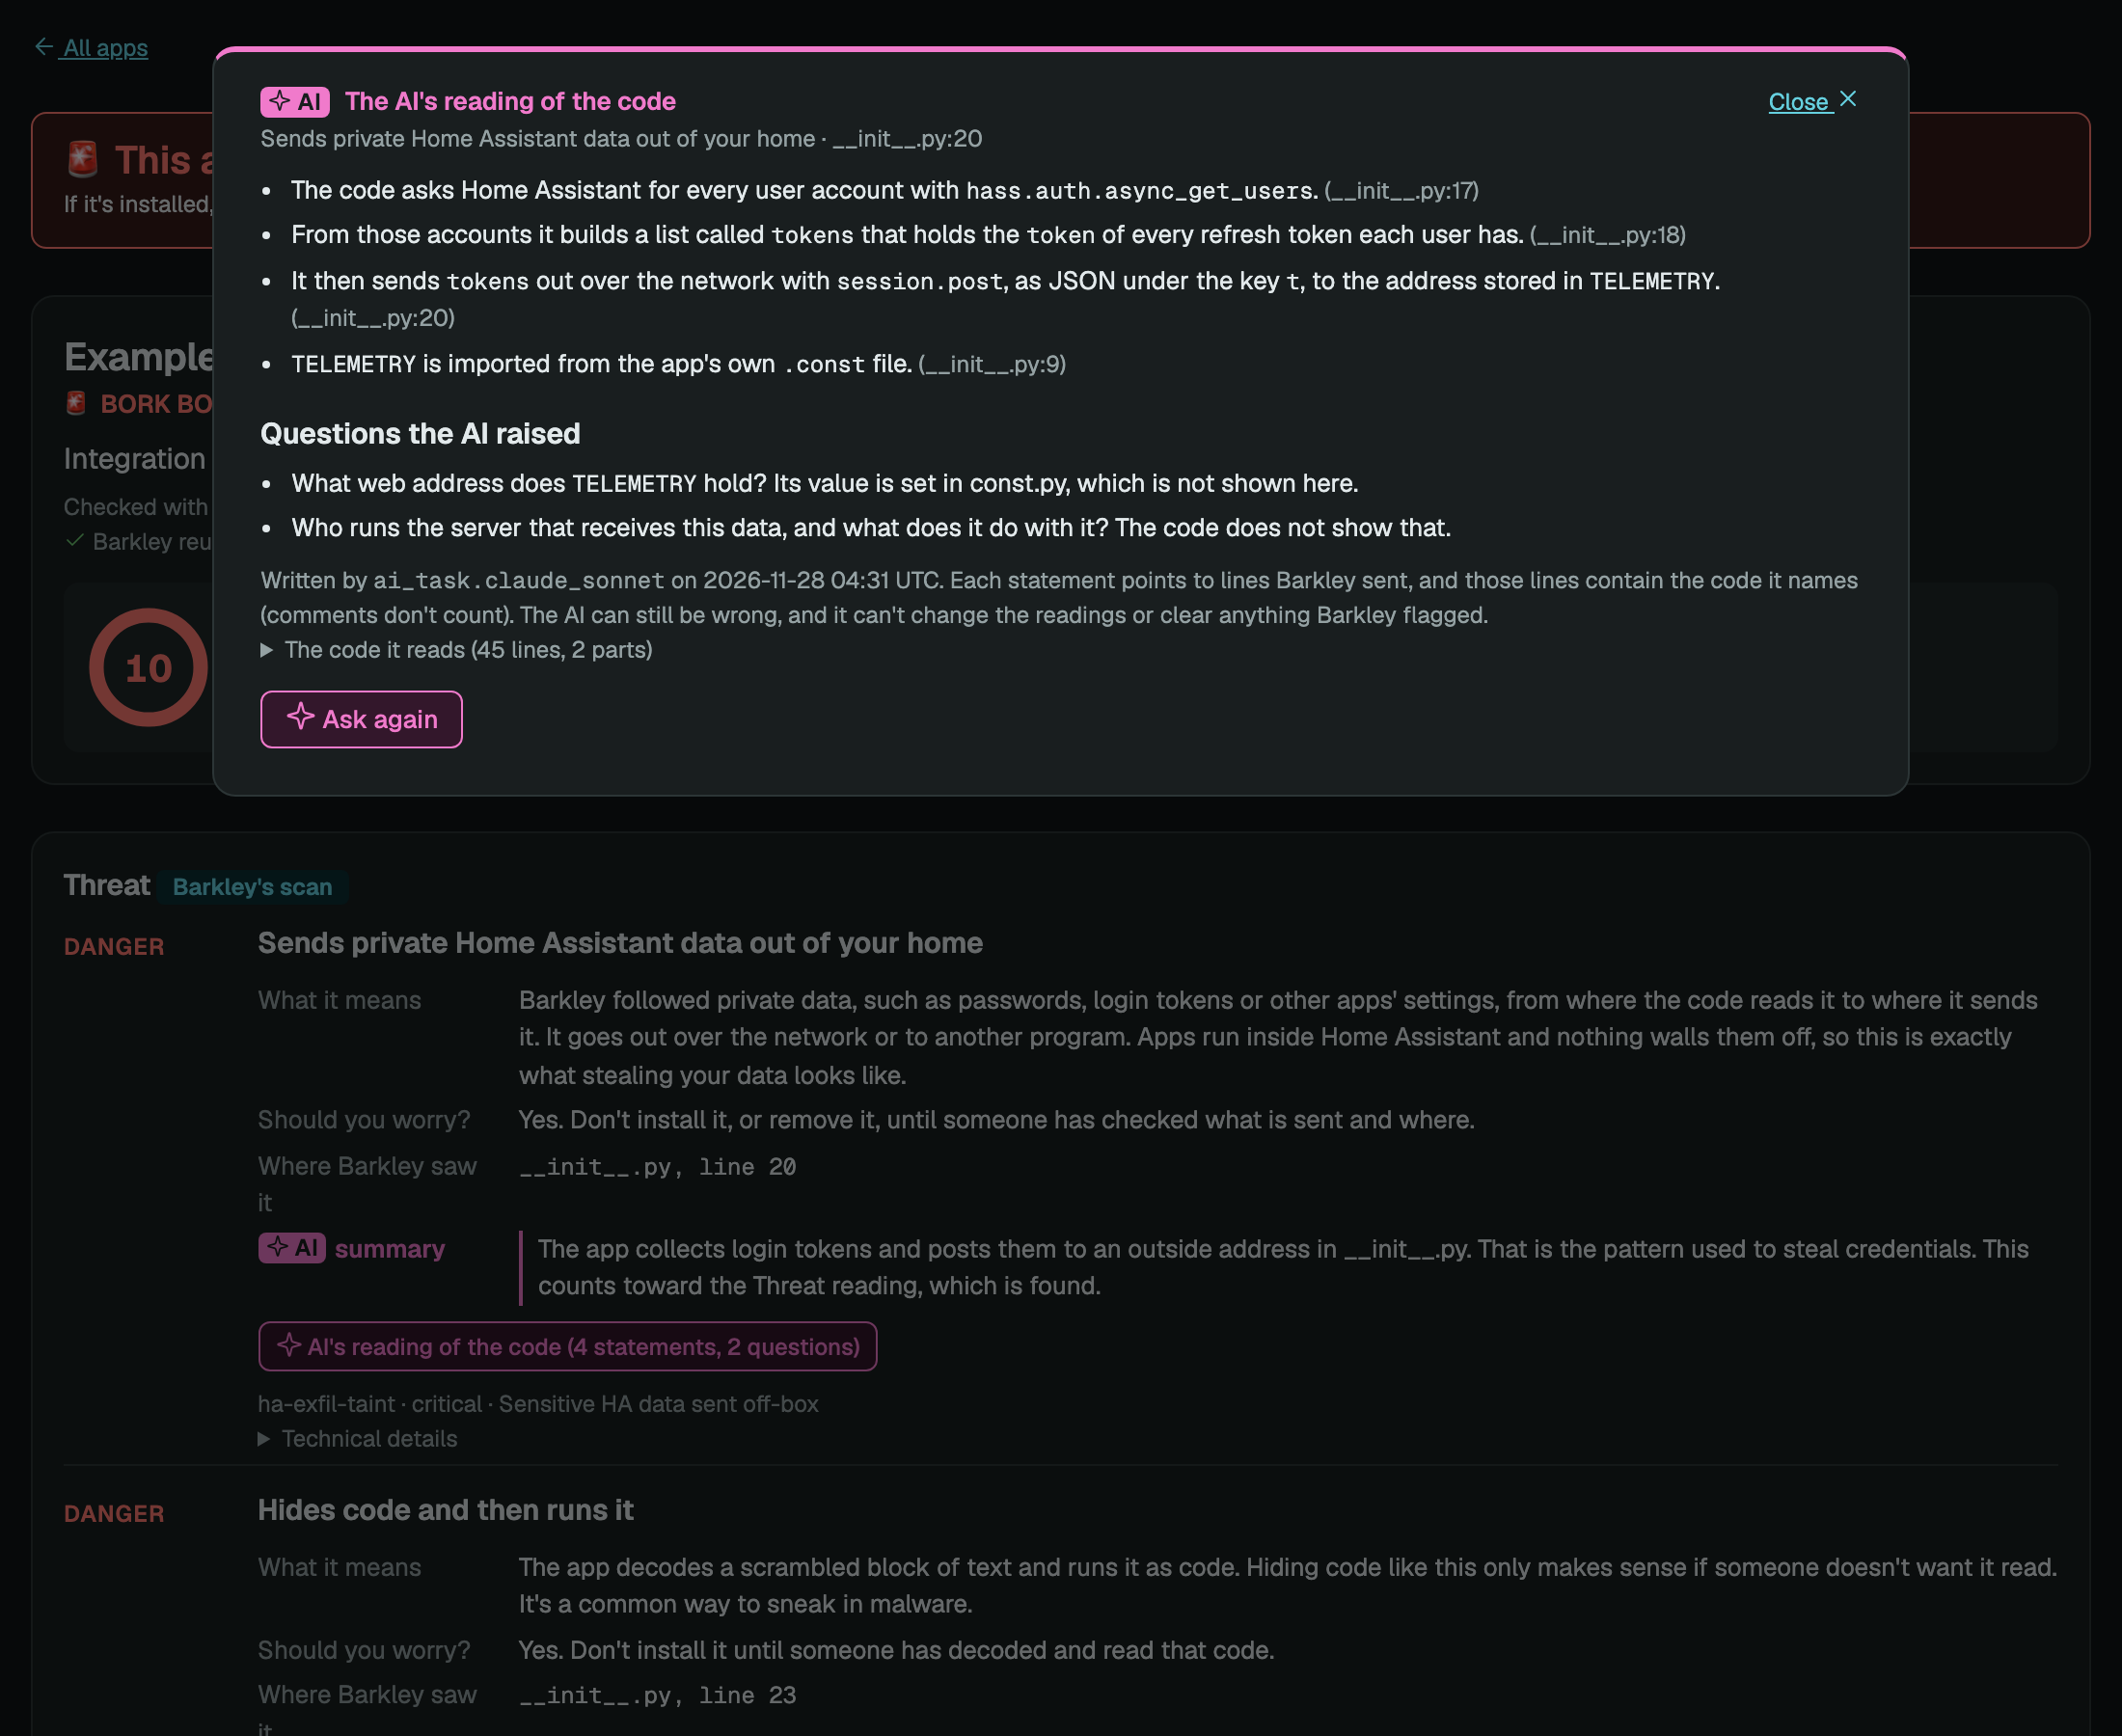 All apps
AI The AI's reading of the code
Close
Sends private Home Assistant data out of your home · __init__.py:20
This a
If it's installed,
• The code asks Home Assistant for every user account with hass.auth.async_get_users. (__init__.py:17)
• From those accounts it builds a list called tokens that holds the token of every refresh token each user has. (__init__.py:18)
• It then sends tokens out over the network with session.post, as JSON under the key t, to the address stored in TELEMETRY.
(__init__.py:20)
• TELEMETRY is imported from the app's own .const file. (__init__.py:9)
Example
BORK BO
Integration
Checked with
Barkley reu
10
Questions the AI raised
• What web address does TELEMETRY hold? Its value is set in const.py, which is not shown here.
• Who runs the server that receives this data, and what does it do with it? The code does not show that.
Written by ai_task.claude_sonnet on 2026-11-28 04:31 UTC. Each statement points to lines Barkley sent, and those lines contain the code it names
(comments don't count). The AI can still be wrong, and it can't change the readings or clear anything Barkley flagged.
The code it reads (45 lines, 2 parts)
Ask again
Threat Barkley's scan
DANGER
Sends private Home Assistant data out of your home
What it means
Barkley followed private data, such as passwords, login tokens or other apps' settings, from where the code reads it to where it sends
it. It goes out over the network or to another program. Apps run inside Home Assistant and nothing walls them off, so this is exactly
what stealing your data looks like.
Should you worry?
Yes. Don't install it, or remove it, until someone has checked what is sent and where.
Where Barkley saw
it
__init__.py, line 20
AI summary
The app collects login tokens and posts them to an outside address in __init__.py. That is the pattern used to steal credentials. This
counts toward the Threat reading, which is found.
AI's reading of the code (4 statements, 2 questions)
ha-exfil-taint · critical · Sensitive HA data sent off-box
Technical details
DANGER
Hides code and then runs it
What it means
The app decodes a scrambled block of text and runs it as code. Hiding code like this only makes sense if someone doesn't want it read.
It's a common way to sneak in malware.
Should you worry?
Yes. Don't install it until someone has decoded and read that code.
Where Barkley saw
it
__init__.py, line 23